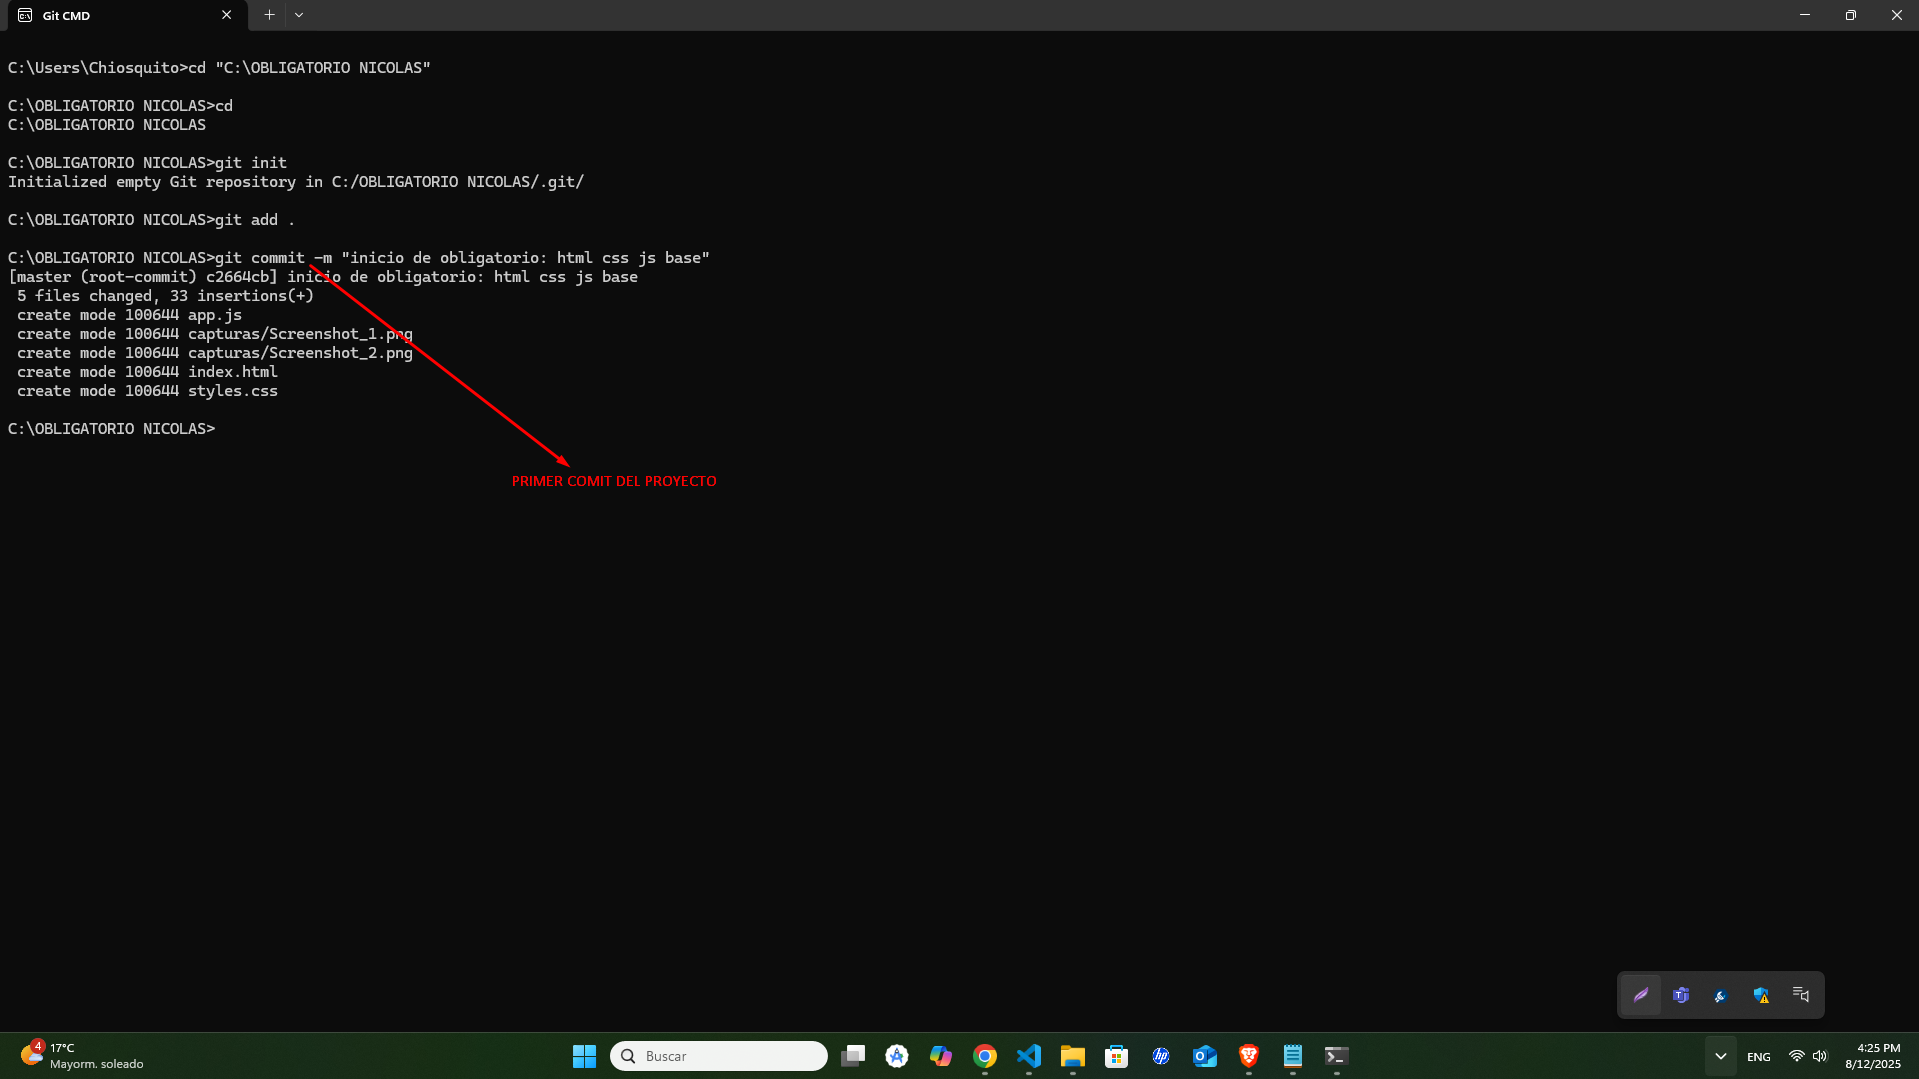 Git CMD
C:\Users\Chiosquito>cd "C:\OBLIGATORIO NICOLAS"
C:\OBLIGATORIO NICOLAS>cd
C:\OBLIGATORIO NICOLAS
C:\OBLIGATORIO NICOLAS>git init
Initialized empty Git repository in C:/OBLIGATORIO NICOLAS/.git/
C:\OBLIGATORIO NICOLAS>git add .
C:\OBLIGATORIO NICOLAS>git commit -m "inicio de obligatorio: html css js base"
[master (root-commit) c2664cb] inicio de obligatorio: html css js base
5 files changed, 33 insertions(+)
create mode 100644 app.js
create mode 100644 capturas/Screenshot_1.png
create mode 100644 capturas/Screenshot_2.png
create mode 100644 index.html
create mode 100644 styles.css
C:\OBLIGATORIO NICOLAS>
PRIMER COMIT DEL PROYECTO
4
17°C
Mayorm. soleado
Buscar
hp
ENG
4:25 PM
8/12/2025